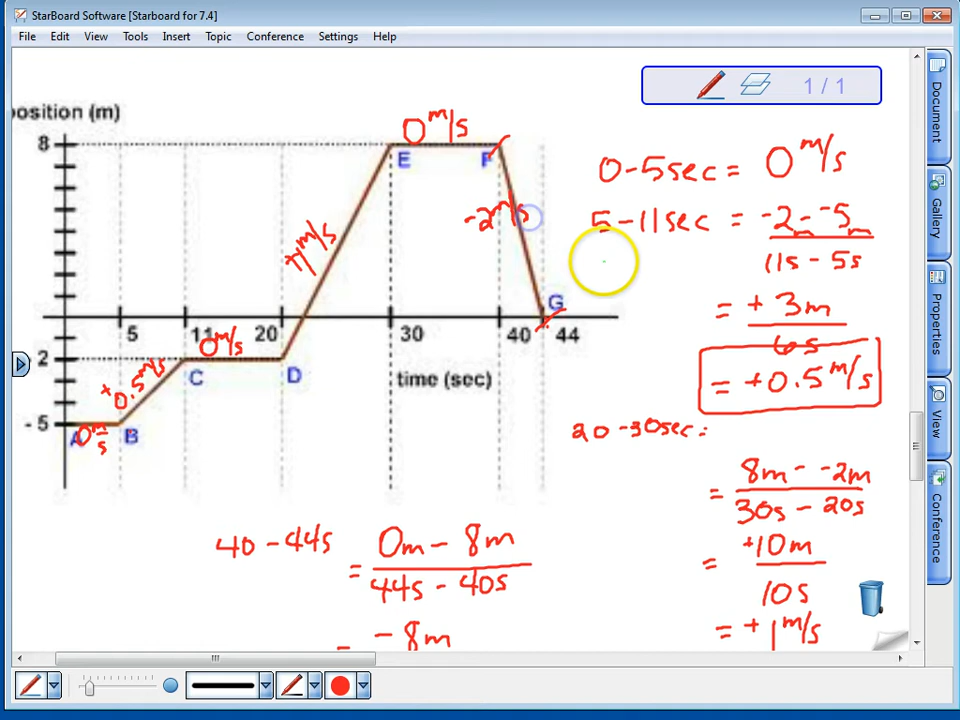 StarBoard Software [Starboard for 7.4]
File Edit View Tools Insert Topic Conference Settings Help
1 / 1
Document
Gallery
Properties
View
Conference
position (m)
8
0 m/s
E
F
1 m/s
-2 m/s
G
5
11
20
30
40
44
0 m/s
2
+0.5 m/s
C
D
time (sec)
- 5
A
0 m/s
B
0-5sec = 0 m/s
5-11sec = -2m - -5m
11s - 5s
= + 3m
6s
= +0.5 m/s
20-30sec =
= 8m - -2m
30s - 20s
= +10m
10s
= + 1 m/s
40-44s
= 0m - 8m
44s - 40s
= - 8m